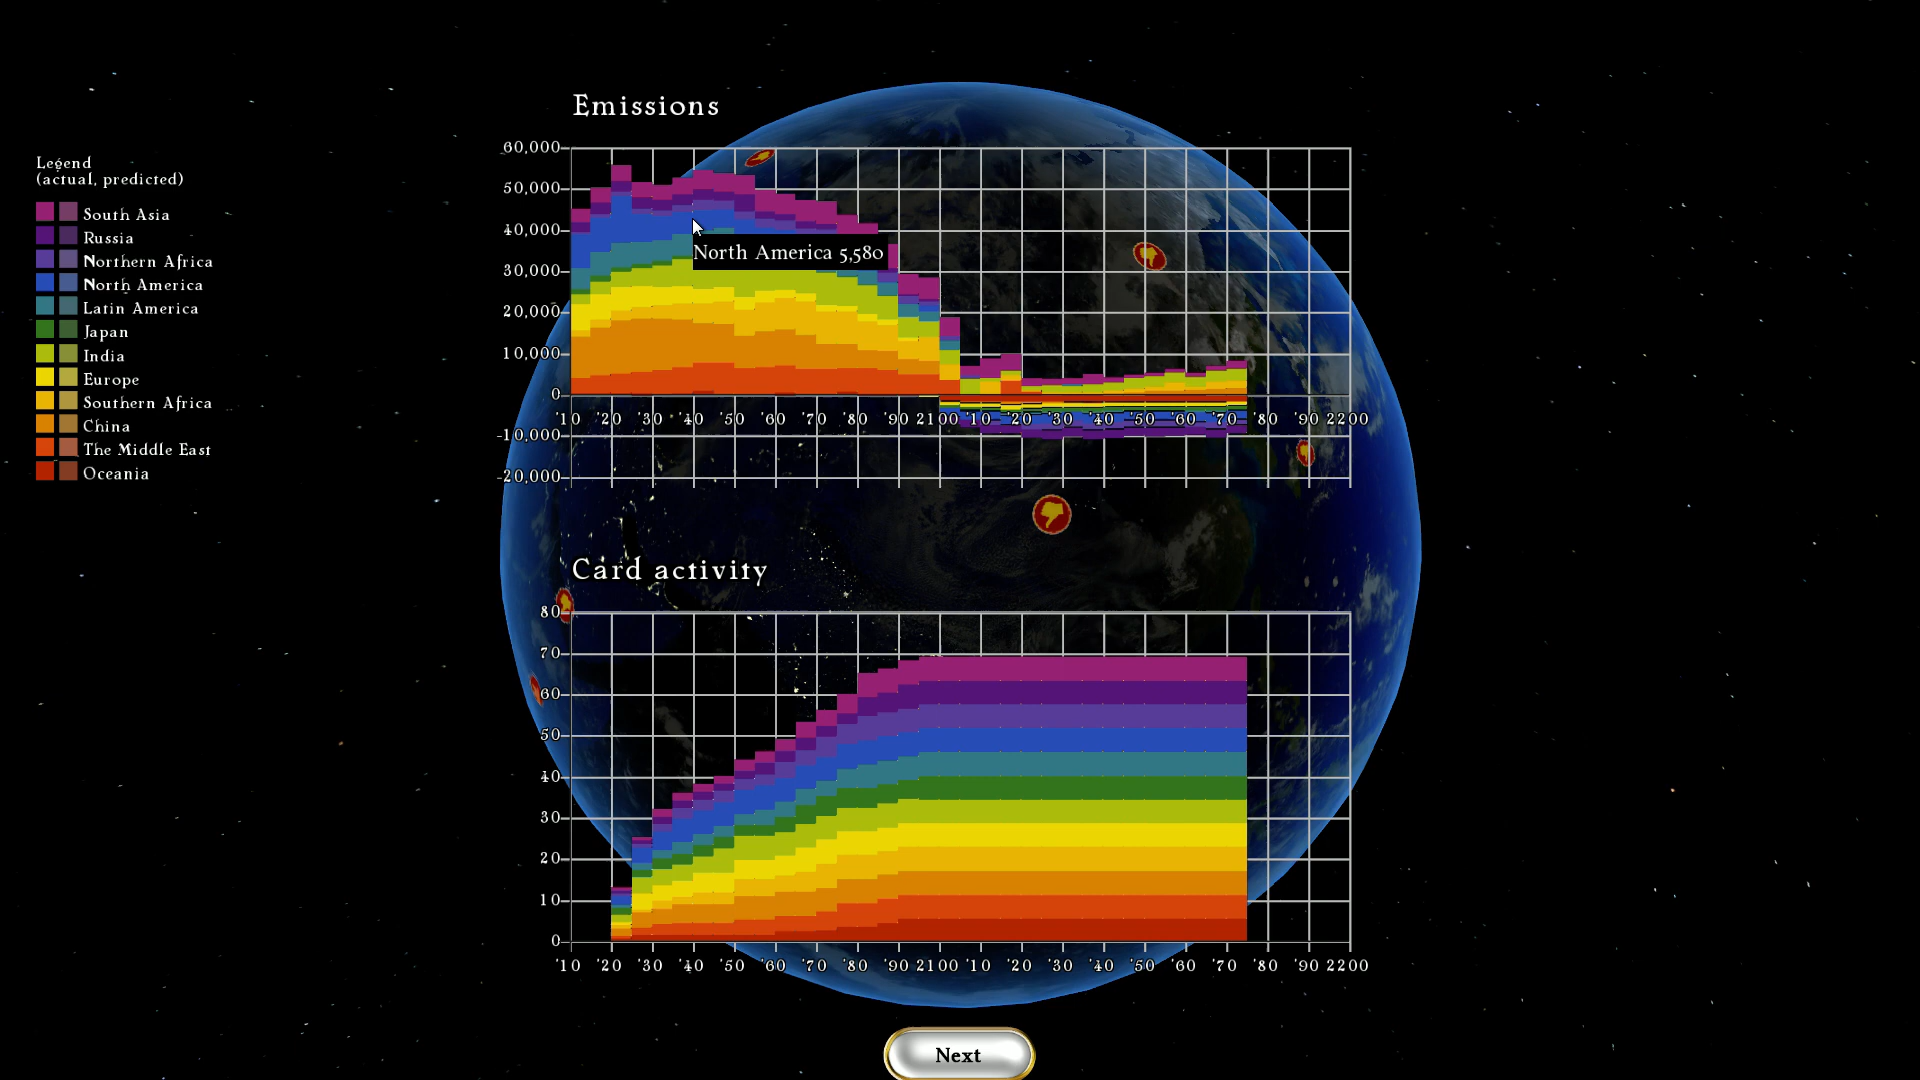 Emissions
60,000
50,000
40,000
30,000
20,000
10,000
0
'10 '20 '30 '40 '50 '60 '70 '80 '90 2100 '10 '20 '30 '40 '50 '60 '70 '80 '90 2200
-10,000
-20,000
North America 5,580
Legend
(actual, predicted)
South Asia
Russia
Northern Africa
North America
Latin America
Japan
India
Europe
Southern Africa
China
The Middle East
Oceania
Card activity
80
70
60
50
40
30
20
10
0
'10 '20 '30 '40 '50 '60 '70 '80 '90 2100 '10 '20 '30 '40 '50 '60 '70 '80 '90 2200
Next